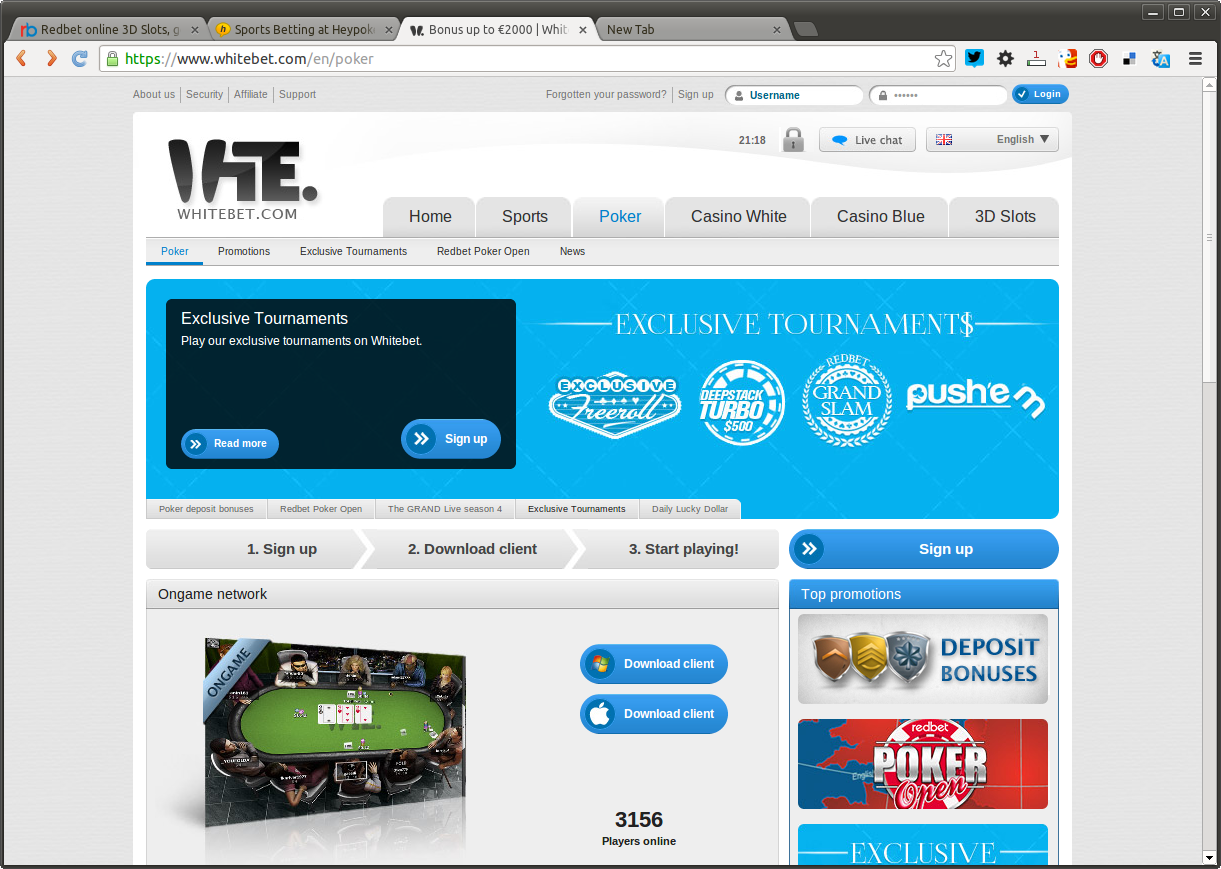 Redbet online 3D Slots, g
Sports Betting at Heypoke
Bonus up to €2000 | Whit
New Tab
https://www.whitebet.com/en/poker
About us
Security
Affiliate
Support
Forgotten your password?
Sign up
Username
••••••
Login
WHITE.
WHITEBET.COM
21:18
Live chat
English
Home
Sports
Poker
Casino White
Casino Blue
3D Slots
Poker
Promotions
Exclusive Tournaments
Redbet Poker Open
News
Exclusive Tournaments
Play our exclusive tournaments on Whitebet.
Read more
Sign up
EXCLUSIVE TOURNAMENT$
EXCLUSIVE
Freeroll
DEEPSTACK
TURBO
$500
REDBET
GRAND
SLAM
push'em
Poker deposit bonuses
Redbet Poker Open
The GRAND Live season 4
Exclusive Tournaments
Daily Lucky Dollar
1. Sign up
2. Download client
3. Start playing!
Sign up
Ongame network
ONGAME
Download client
Download client
3156
Players online
Top promotions
DEPOSIT
BONUSES
redbet
POKER
Open
English
EXCLUSIVE